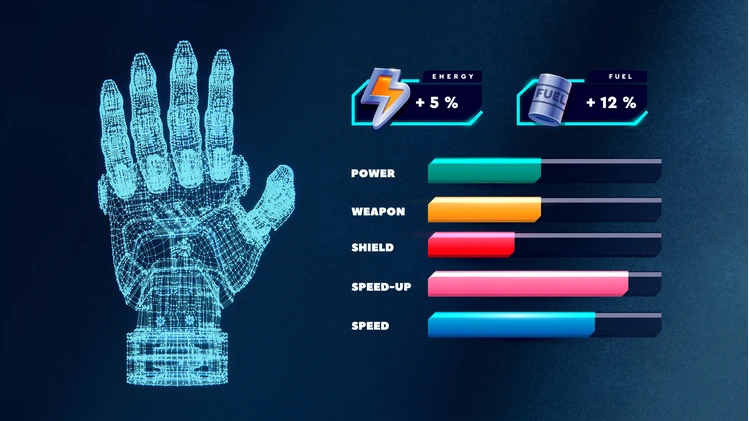 ENERGY
+ 5 %
FUEL
FUEL
+ 12 %
POWER
WEAPON
SHIELD
SPEED-UP
SPEED